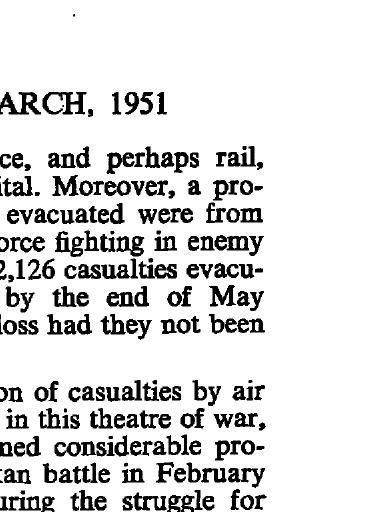 ARCH, 1951
ce, and perhaps rail,
ital. Moreover, a pro-
evacuated were from
orce fighting in enemy
2,126 casualties evacu-
by the end of May
loss had they not been
on of casualties by air
in this theatre of war,
ned considerable pro-
kan battle in February
uring the struggle for